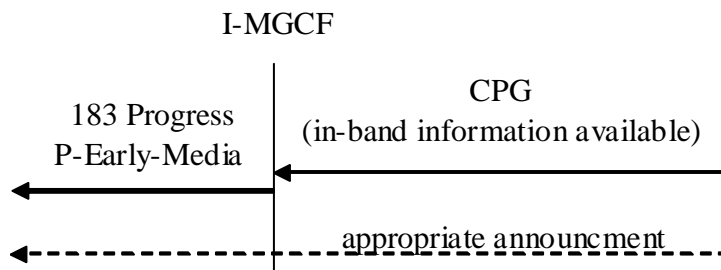 I-MGCF
183 Progress
P-Early-Media
CPG
(in-band information available)
appropriate announcment